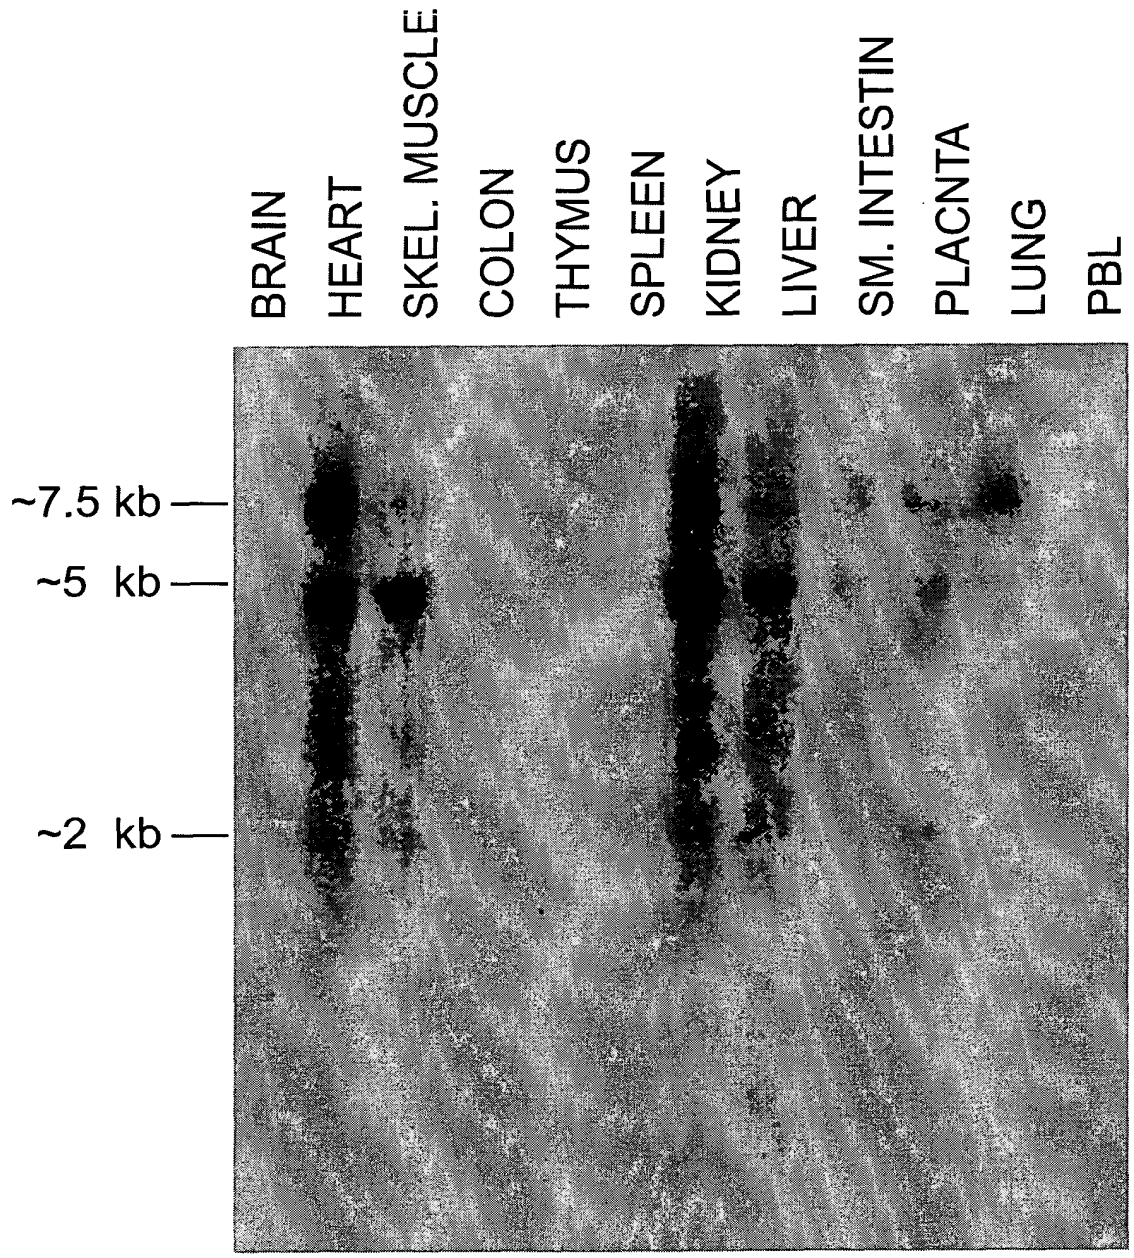 BRAIN
HEART
SKEL. MUSCLE
COLON
THYMUS
SPLEEN
KIDNEY
LIVER
SM. INTESTIN
PLACNTA
LUNG
PBL
~7.5 kb
~5 kb
~2 kb